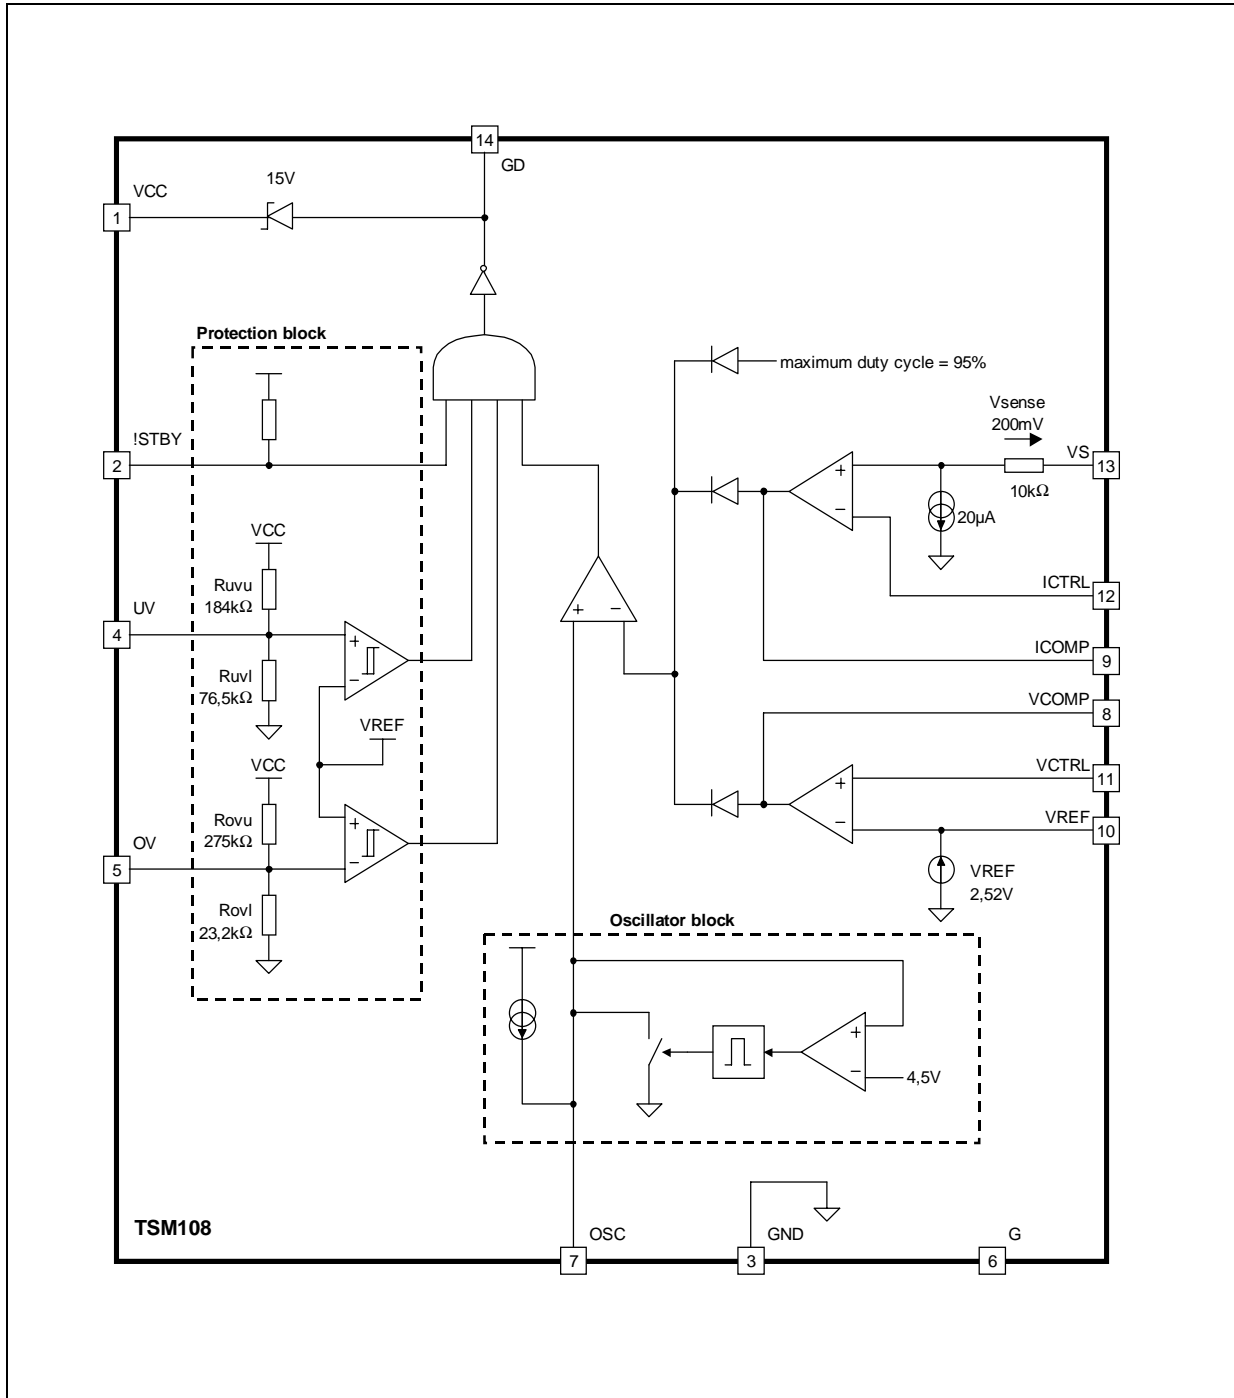 14
GD
15V
VCC
1
Protection block
maximum duty cycle = 95%
Vsense
200mV
!STBY
VS
2
+
13
10kΩ
−
20µA
VCC
ICTRL
Ruvu
184kΩ
12
UV
+ −
4
+
ICOMP
Ruvl
9
−
76,5kΩ
VCOMP
8
VREF
VCC
VCTRL
+
11
Rovu
275kΩ
+
VREF
−
10
OV
5
−
VREF
2,52V
Rovl
23,2kΩ
Oscillator block
+
−
4,5V
TSM108
OSC
GND
G
7
3
6